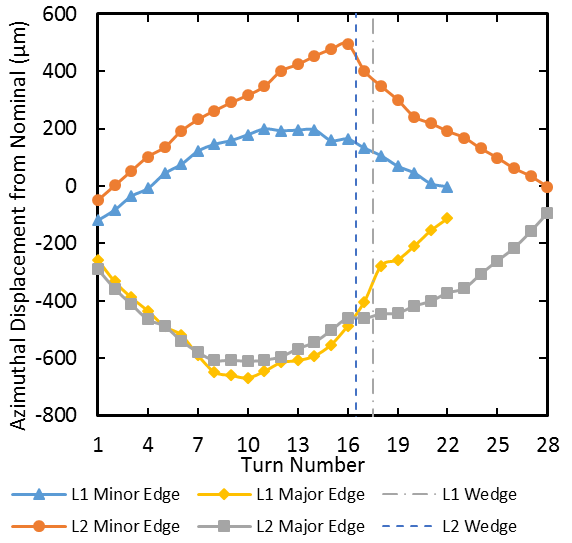 Azimuthal Displacement from Nominal (µm)
600
400
200
0
-200
-400
-600
-800
1 4 7 10 13 16 19 22 25 28
Turn Number
L1 Minor Edge L1 Major Edge L1 Wedge
L2 Minor Edge L2 Major Edge L2 Wedge